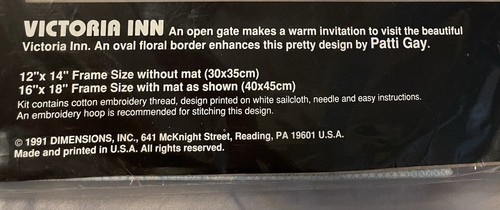 VICTORIA INN An open gate makes a warm invitation to visit the beautiful
Victoria Inn. An oval floral border enhances this pretty design by Patti Gay.
12"x 14" Frame Size without mat (30x35cm)
16"x 18" Frame Size with mat as shown (40x45cm)
Kit contains cotton embroidery thread, design printed on white sailcloth, needle and easy instructions.
An embroidery hoop is recommended for stitching this design.
© 1991 DIMENSIONS, INC., 641 McKnight Street, Reading, PA 19601 U.S.A.
Made and printed in U.S.A. All rights reserved.